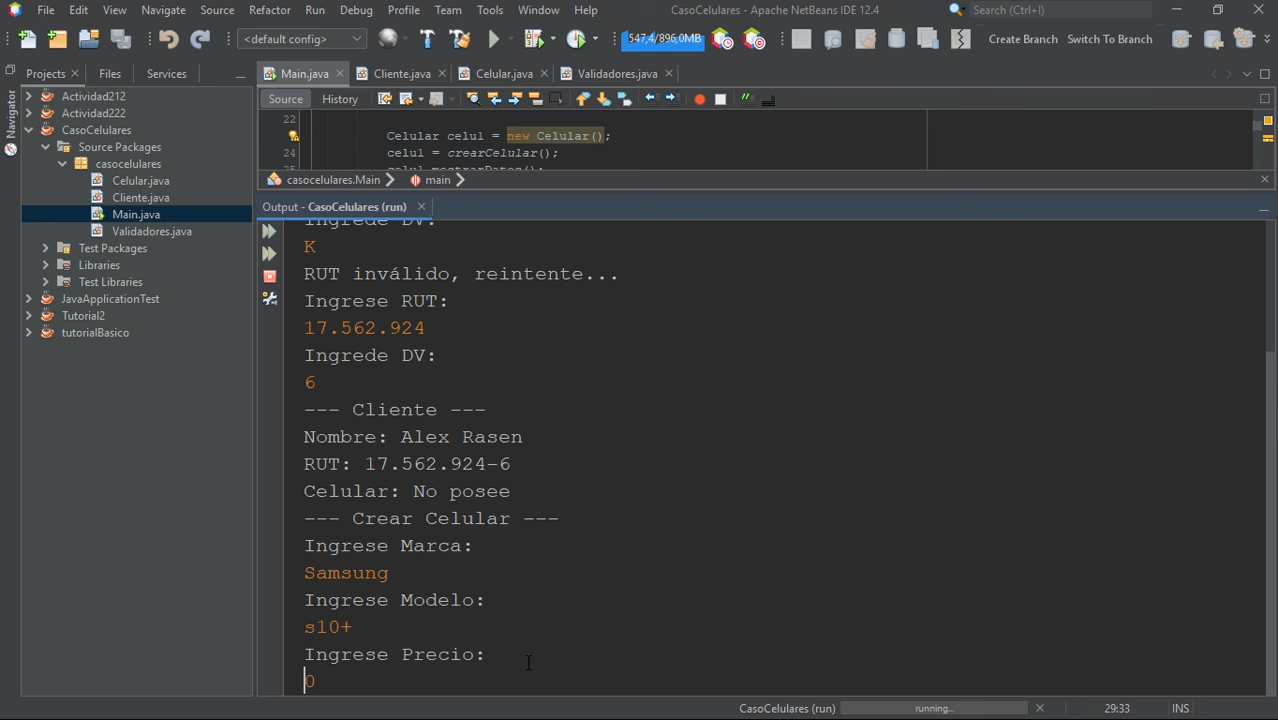 File Edit View Navigate Source Refactor Run Debug Profile Team Tools Window Help CasoCelulares - Apache NetBeans IDE 12.4 Search (Ctrl+I)
<default config> 547,4/896,0MB Create Branch Switch To Branch
Projects Files Services Main.java Cliente.java Celular.java Validadores.java
Navigator
Source History
Actividad212
Actividad222
CasoCelulares
Source Packages
casocelulares
Celular.java
Cliente.java
Main.java
Validadores.java
Test Packages
Libraries
Test Libraries
JavaApplicationTest
Tutorial2
tutorialBasico
22
Celular celul = new Celular();
24 celul = crearCelular();
25 celul.mostrarDatos();
casocelulares.Main main
Output - CasoCelulares (run)
Ingrede DV:
K
RUT inválido, reintente...
Ingrese RUT:
17.562.924
Ingrede DV:
6
--- Cliente ---
Nombre: Alex Rasen
RUT: 17.562.924-6
Celular: No posee
--- Crear Celular ---
Ingrese Marca:
Samsung
Ingrese Modelo:
s10+
Ingrese Precio:
0
CasoCelulares (run) running... 29:33 INS